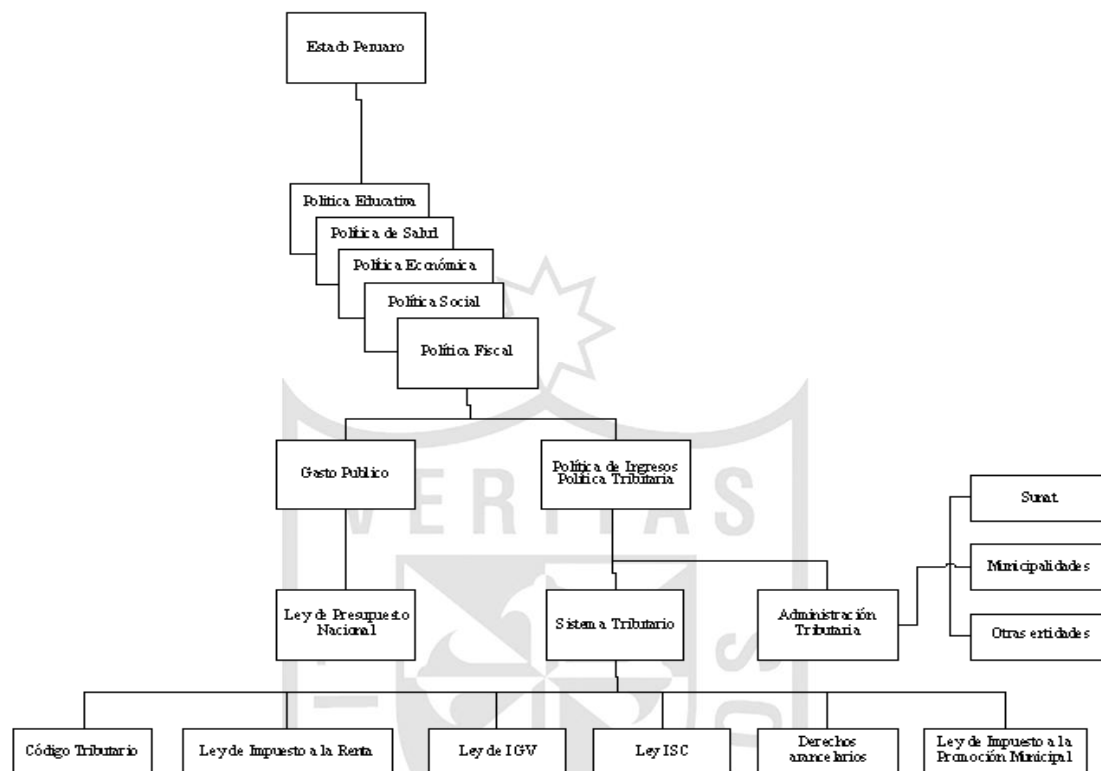 Estado Peruano
Politica Educativa
Política de Salud
Política Económica
Política Social
Política Fiscal
Gasto Publico
Política de Ingresos
Política Tributaria
Sunat
Municipalidades
Otras entidades
Ley de Presupuesto
Nacional
Sistema Tributario
Administración
Tributaria
Código Tributario
Ley de Impuesto a la Renta
Ley de IGV
Ley ISC
Derechos
arancelarios
Ley de Impuesto a la
Promoción Municipal
VERITAS